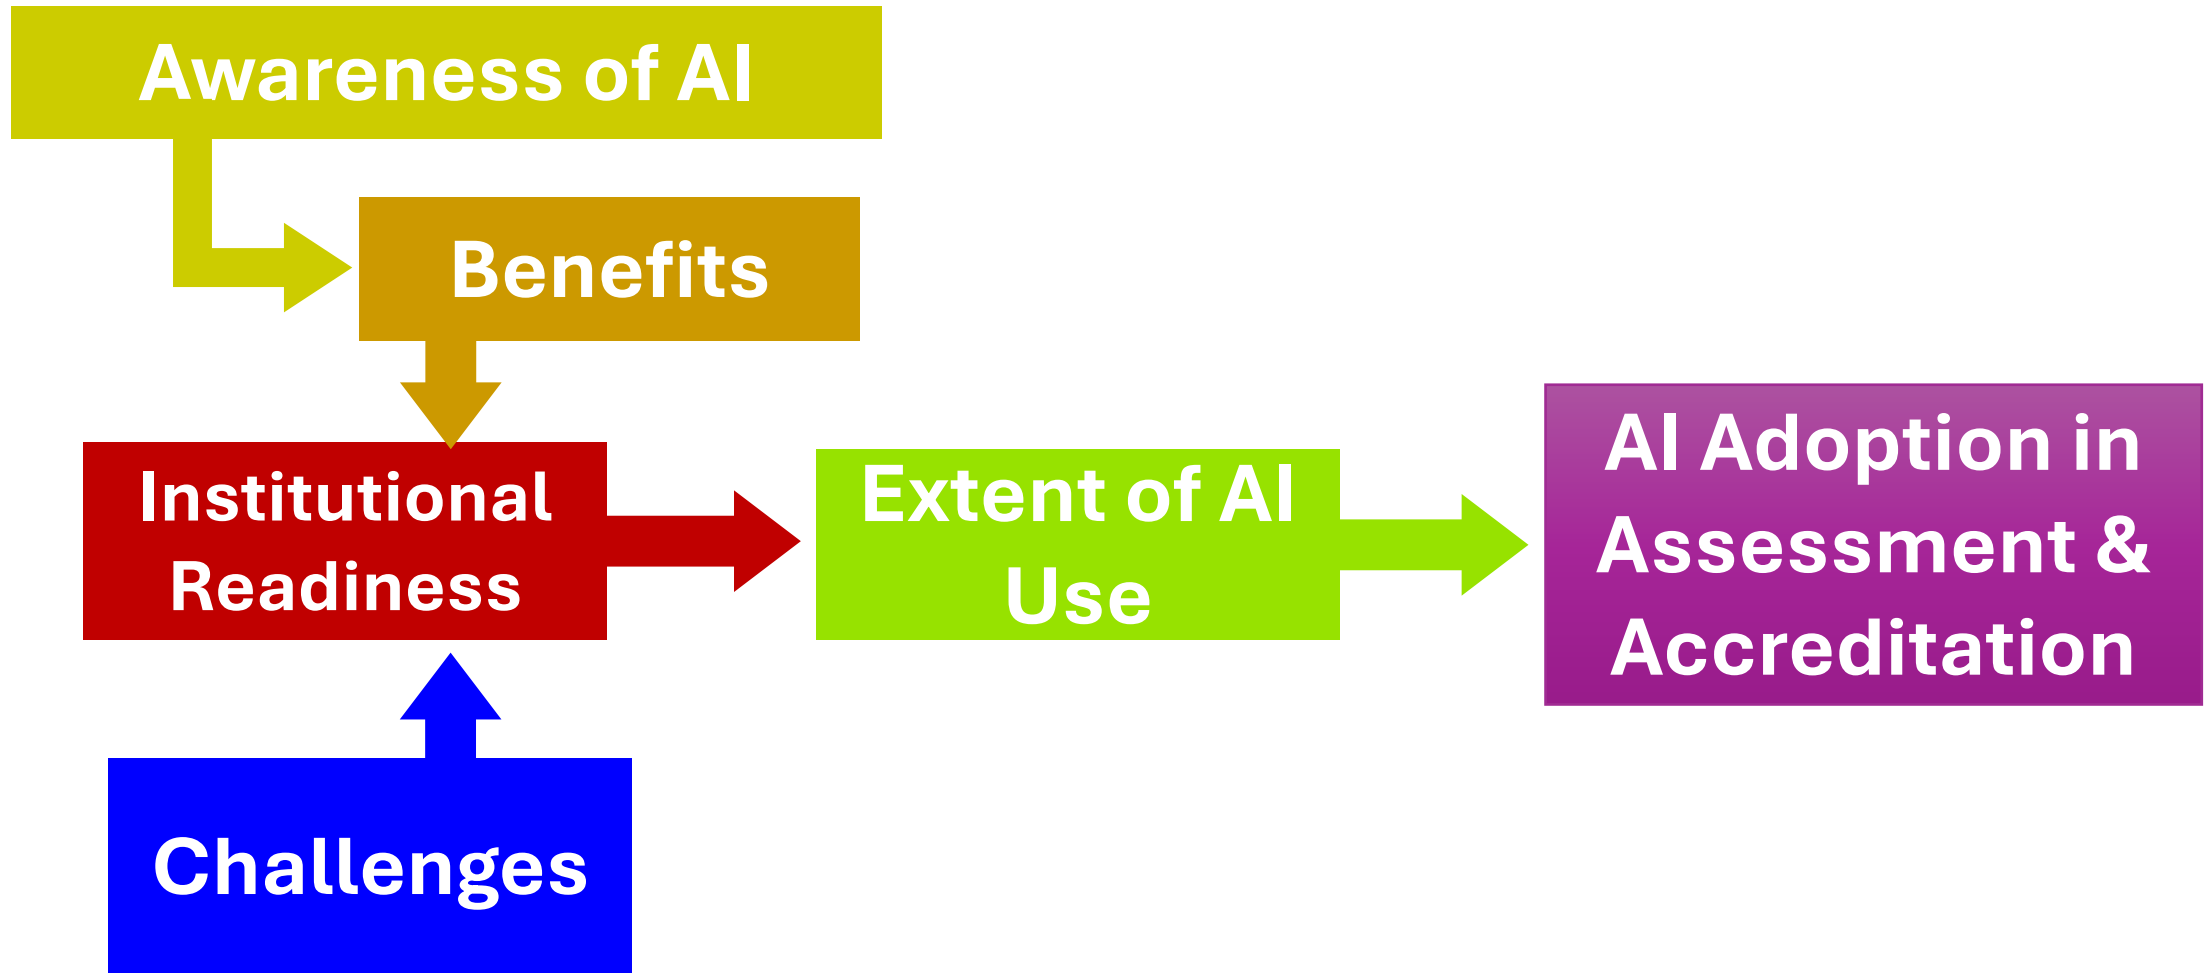 Awareness of AI
Benefits
Institutional
Readiness
Extent of AI
Use
AI Adoption in
Assessment &
Accreditation
Challenges